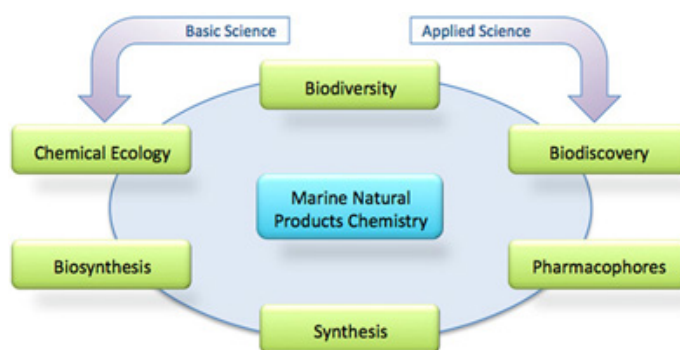 Basic Science
Applied Science
Biodiversity
Chemical Ecology
Biodiscovery
Marine Natural
Products Chemistry
Biosynthesis
Pharmacophores
Synthesis